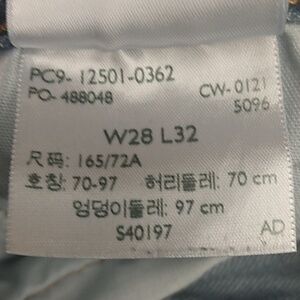 PC9- 12501-0362
PO- 488048 CW- 0121
5096
W28 L32
尺码: 165/72A
호칭: 70-97 허리둘레: 70 cm
엉덩이둘레: 97 cm
S40197 AD